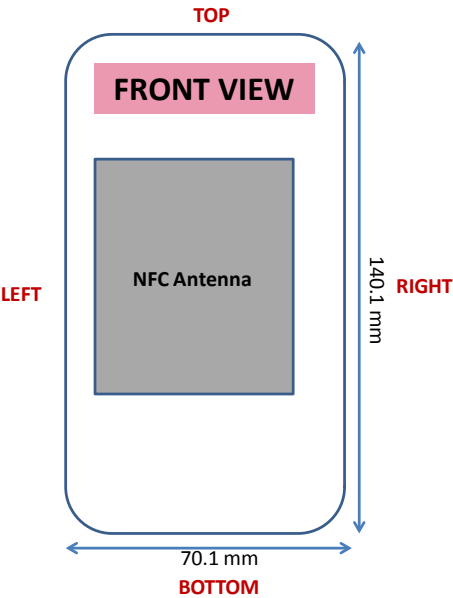 TOP
FRONT VIEW
NFC Antenna
LEFT
140.1 mm
RIGHT
70.1 mm
BOTTOM